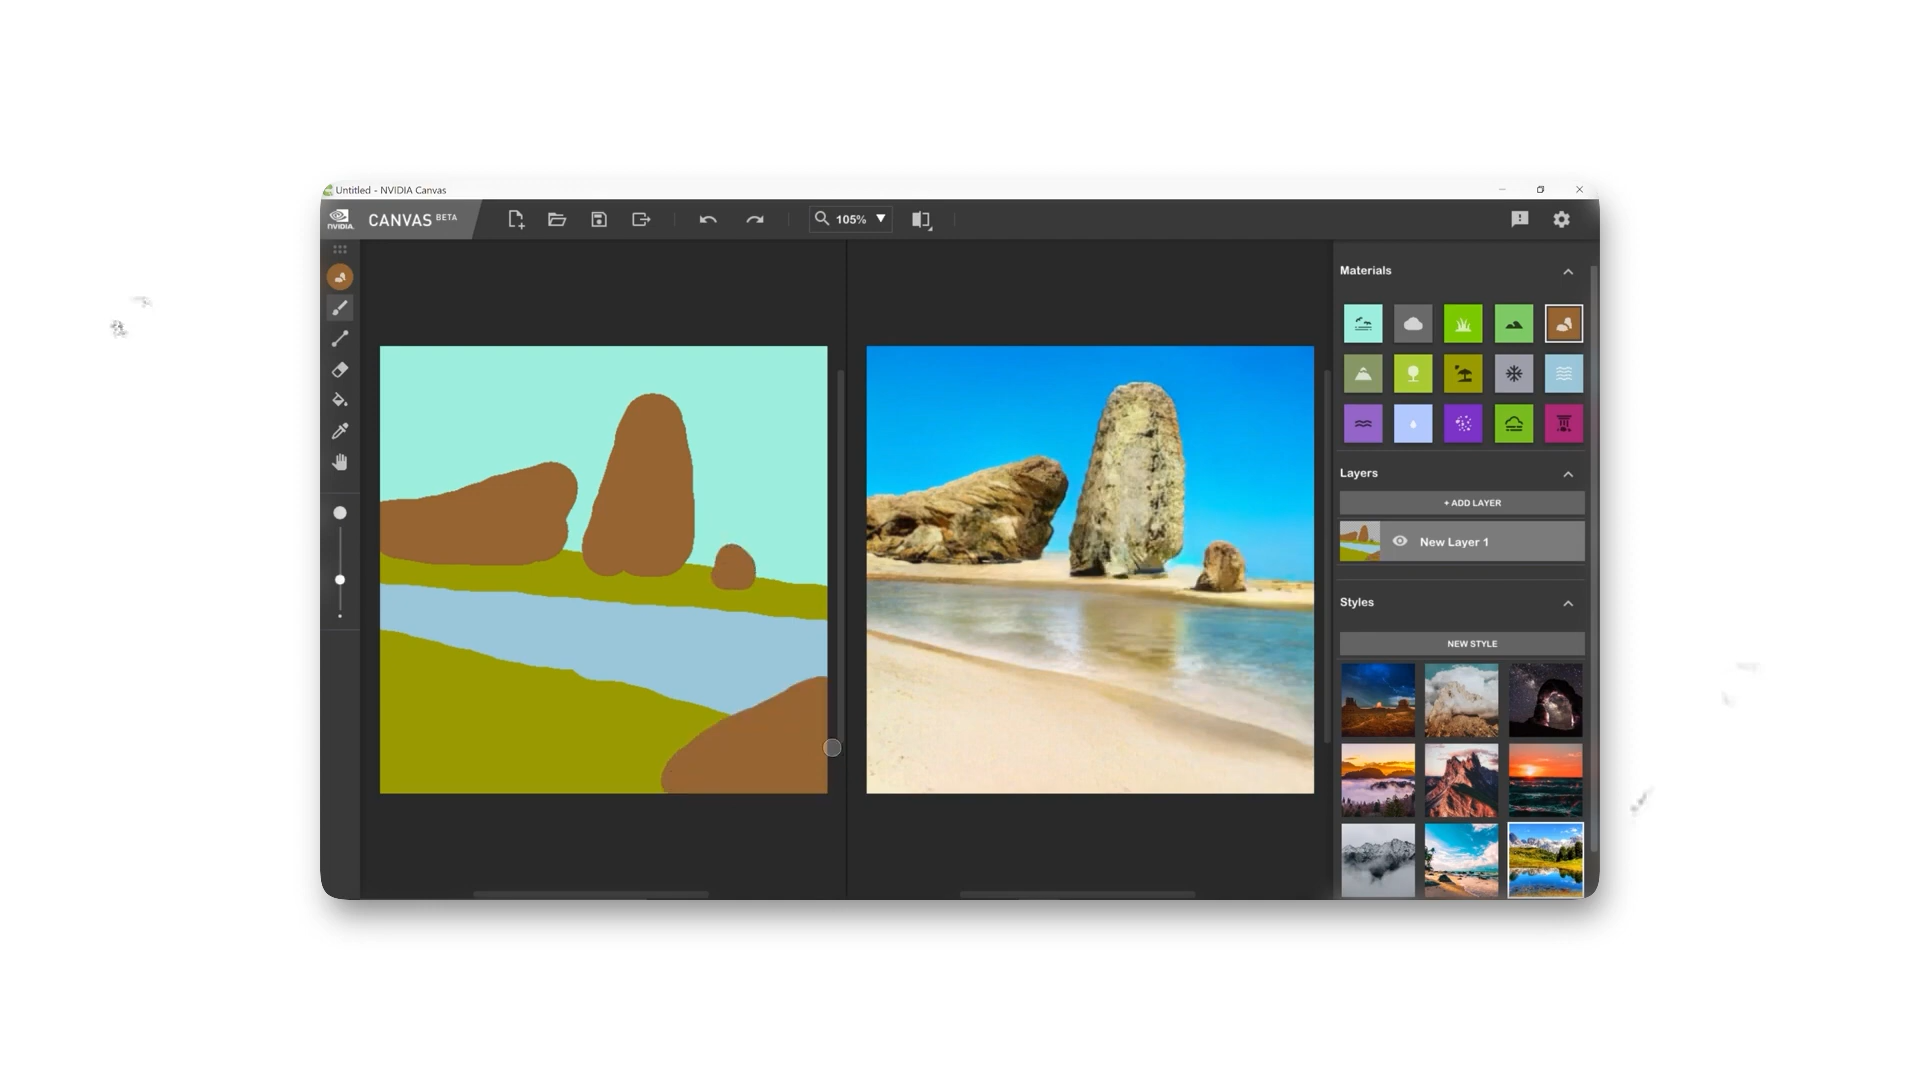 Untitled - NVIDIA Canvas
NVIDIA.
CANVAS BETA
105%
Materials
Layers
+ ADD LAYER
New Layer 1
Styles
NEW STYLE